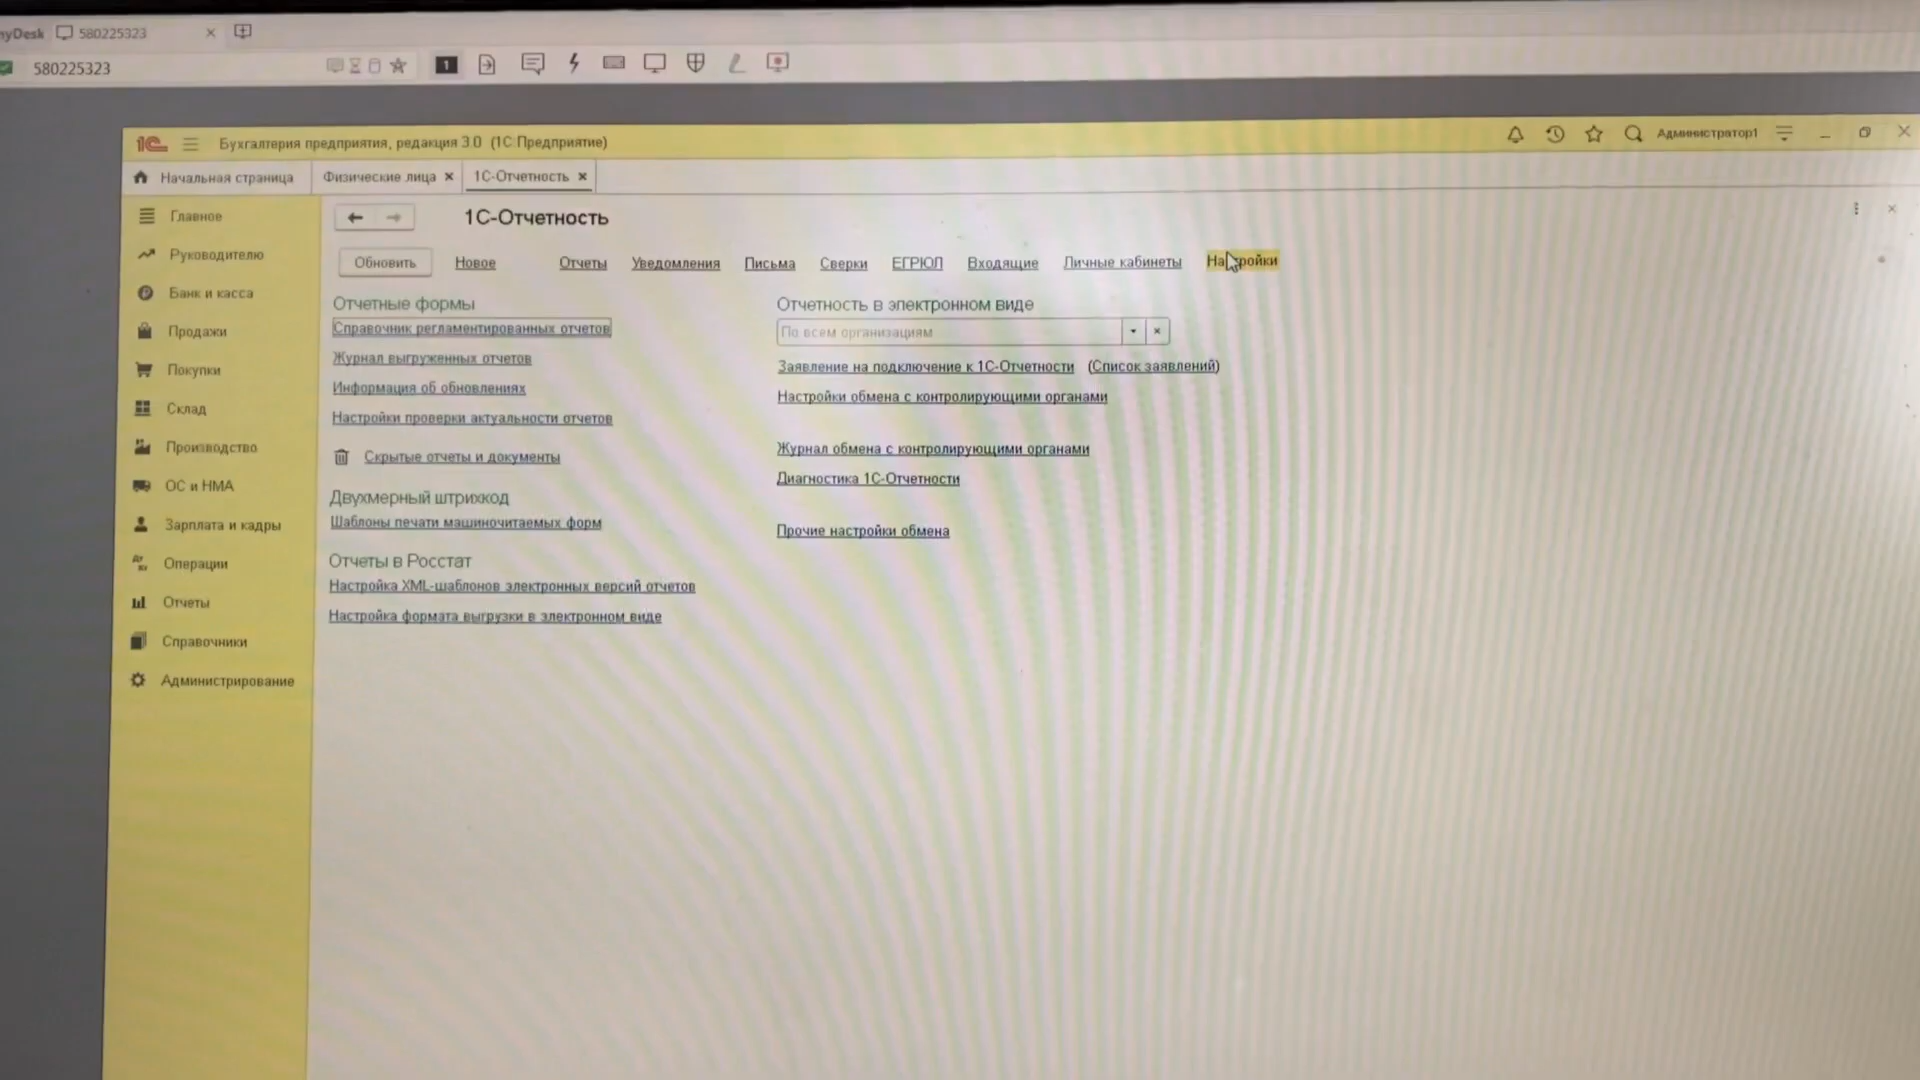 nyDesk 580225323
580225323
1
1С Бухгалтерия предприятия, редакция 3.0 (1С:Предприятие) Администратор1
Начальная страница Физические лица 1С-Отчетность
Главное
Руководителю
Банк и касса
Продажи
Покупки
Склад
Производство
ОС и НМА
Зарплата и кадры
Операции
Отчеты
Справочники
Администрирование
1С-Отчетность
Обновить Новое Отчеты Уведомления Письма Сверки ЕГРЮЛ Входящие Личные кабинеты Настройки
Отчетные формы
Справочник регламентированных отчетов
Журнал выгруженных отчетов
Информация об обновлениях
Настройки проверки актуальности отчетов
Скрытые отчеты и документы
Двухмерный штрихкод
Шаблоны печати машиночитаемых форм
Отчеты в Росстат
Настройка XML-шаблонов электронных версий отчетов
Настройка формата выгрузки в электронном виде
Отчетность в электронном виде
По всем организациям
Заявление на подключение к 1С-Отчетности (Список заявлений)
Настройки обмена с контролирующими органами
Журнал обмена с контролирующими органами
Диагностика 1С-Отчетности
Прочие настройки обмена